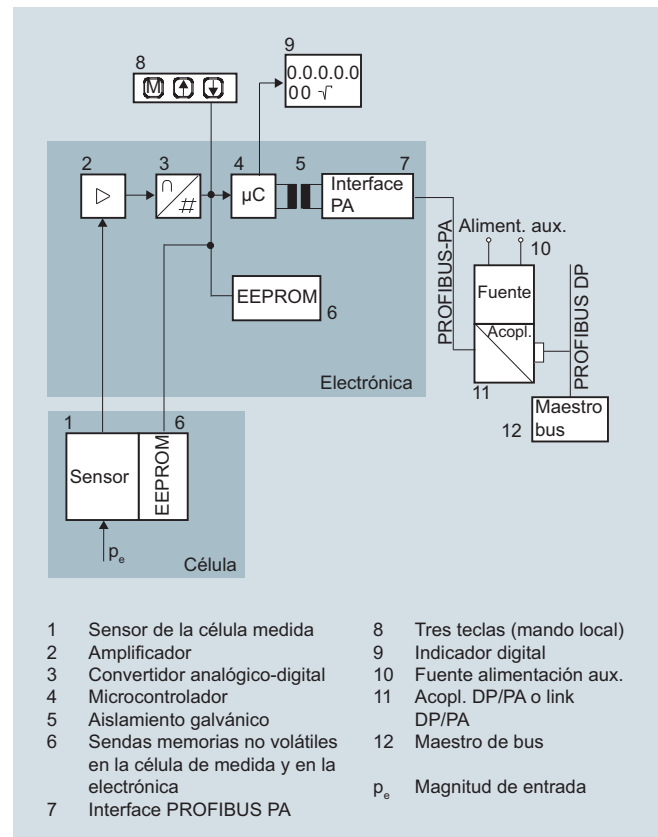 9
8
0.0.0.0.0
00 √
M
2
3
4
5
7
∩
#
µC
Interface
PA
PROFIBUS-PA
Aliment. aux.
10
Fuente
Acopl.
PROFIBUS DP
11
EEPROM
6
Electrónica
Maestro
bus
12
1
6
Sensor
EEPROM
pe
Célula
1 Sensor de la célula medida
2 Amplificador
3 Convertidor analógico-digital
4 Microcontrolador
5 Aislamiento galvánico
6 Sendas memorias no volátiles
en la célula de medida y en la
electrónica
7 Interface PROFIBUS PA
8 Tres teclas (mando local)
9 Indicador digital
10 Fuente alimentación aux.
11 Acopl. DP/PA o link
DP/PA
12 Maestro de bus
pe Magnitud de entrada